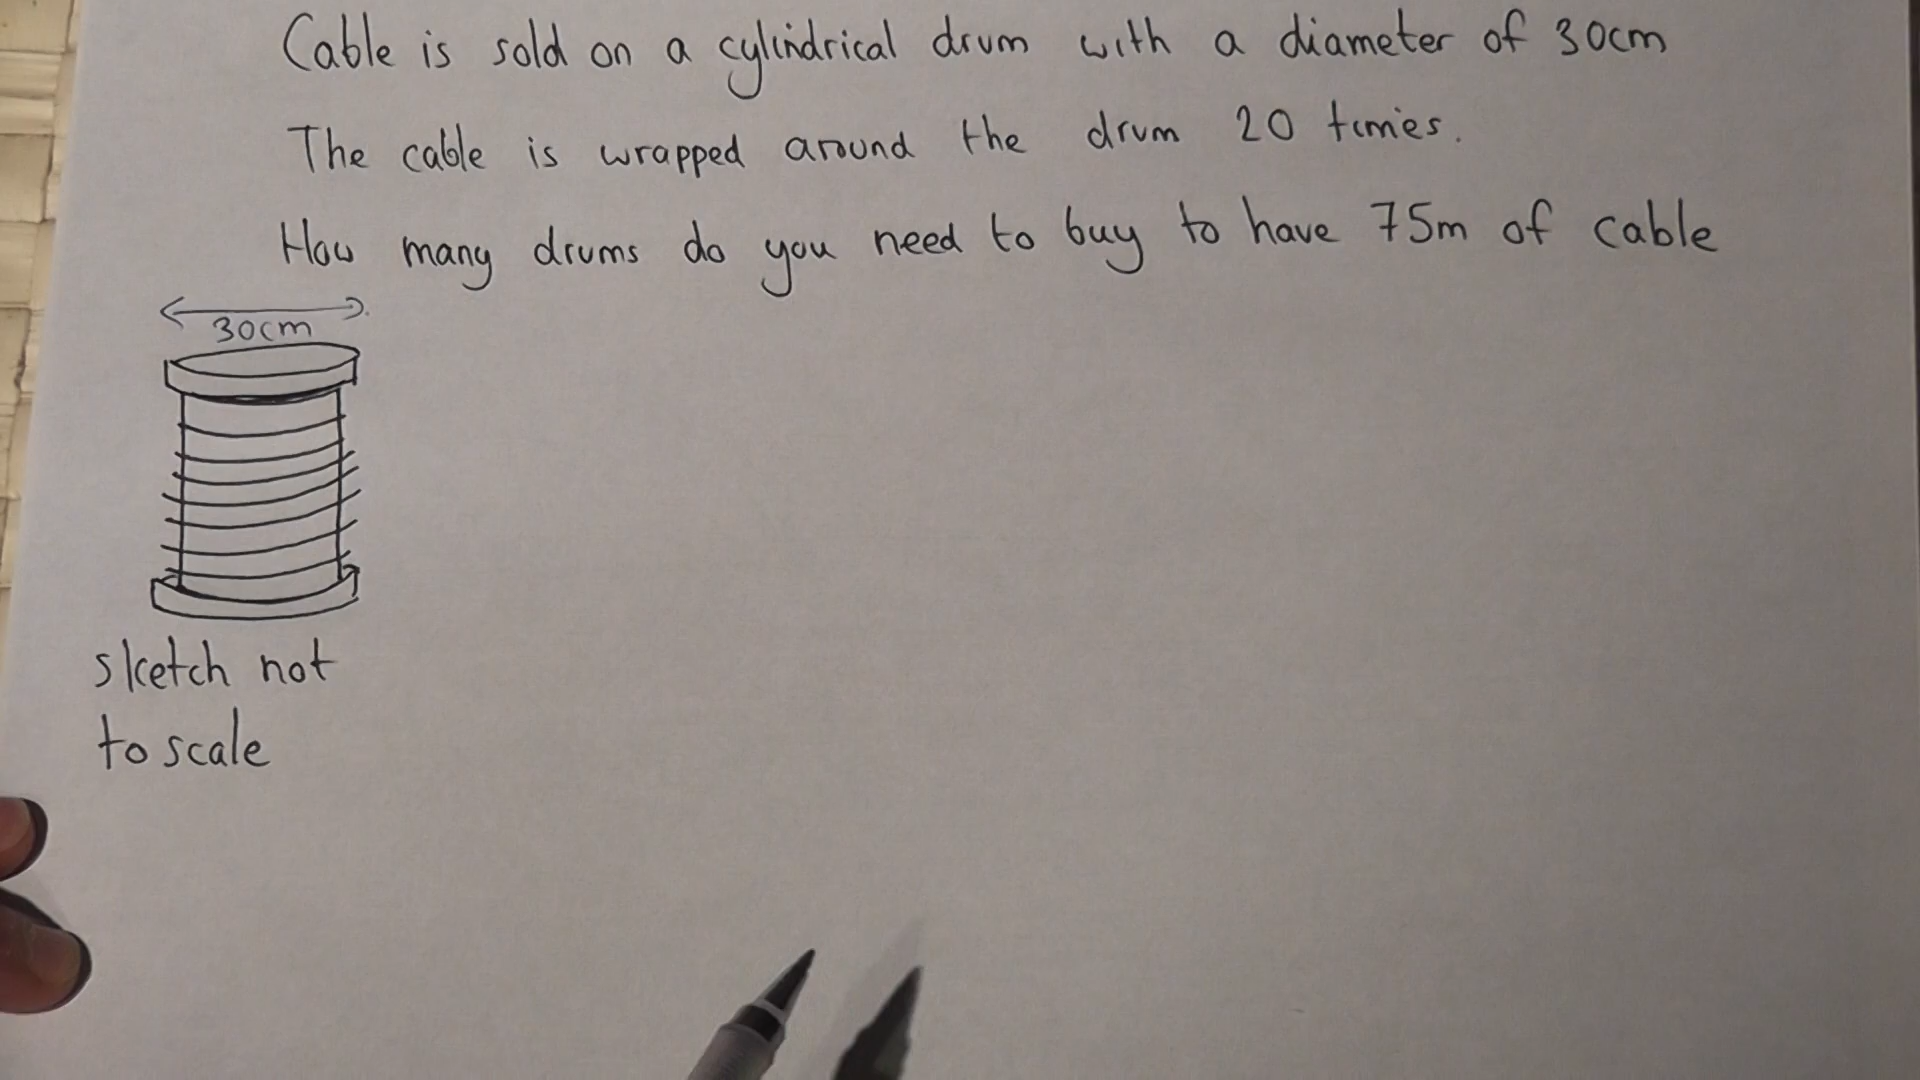 Cable is sold on a cylindrical drum with a diameter of 30cm
The cable is wrapped around the drum 20 times.
How many drums do you need to buy to have 75m of cable
30cm
sketch not
to scale